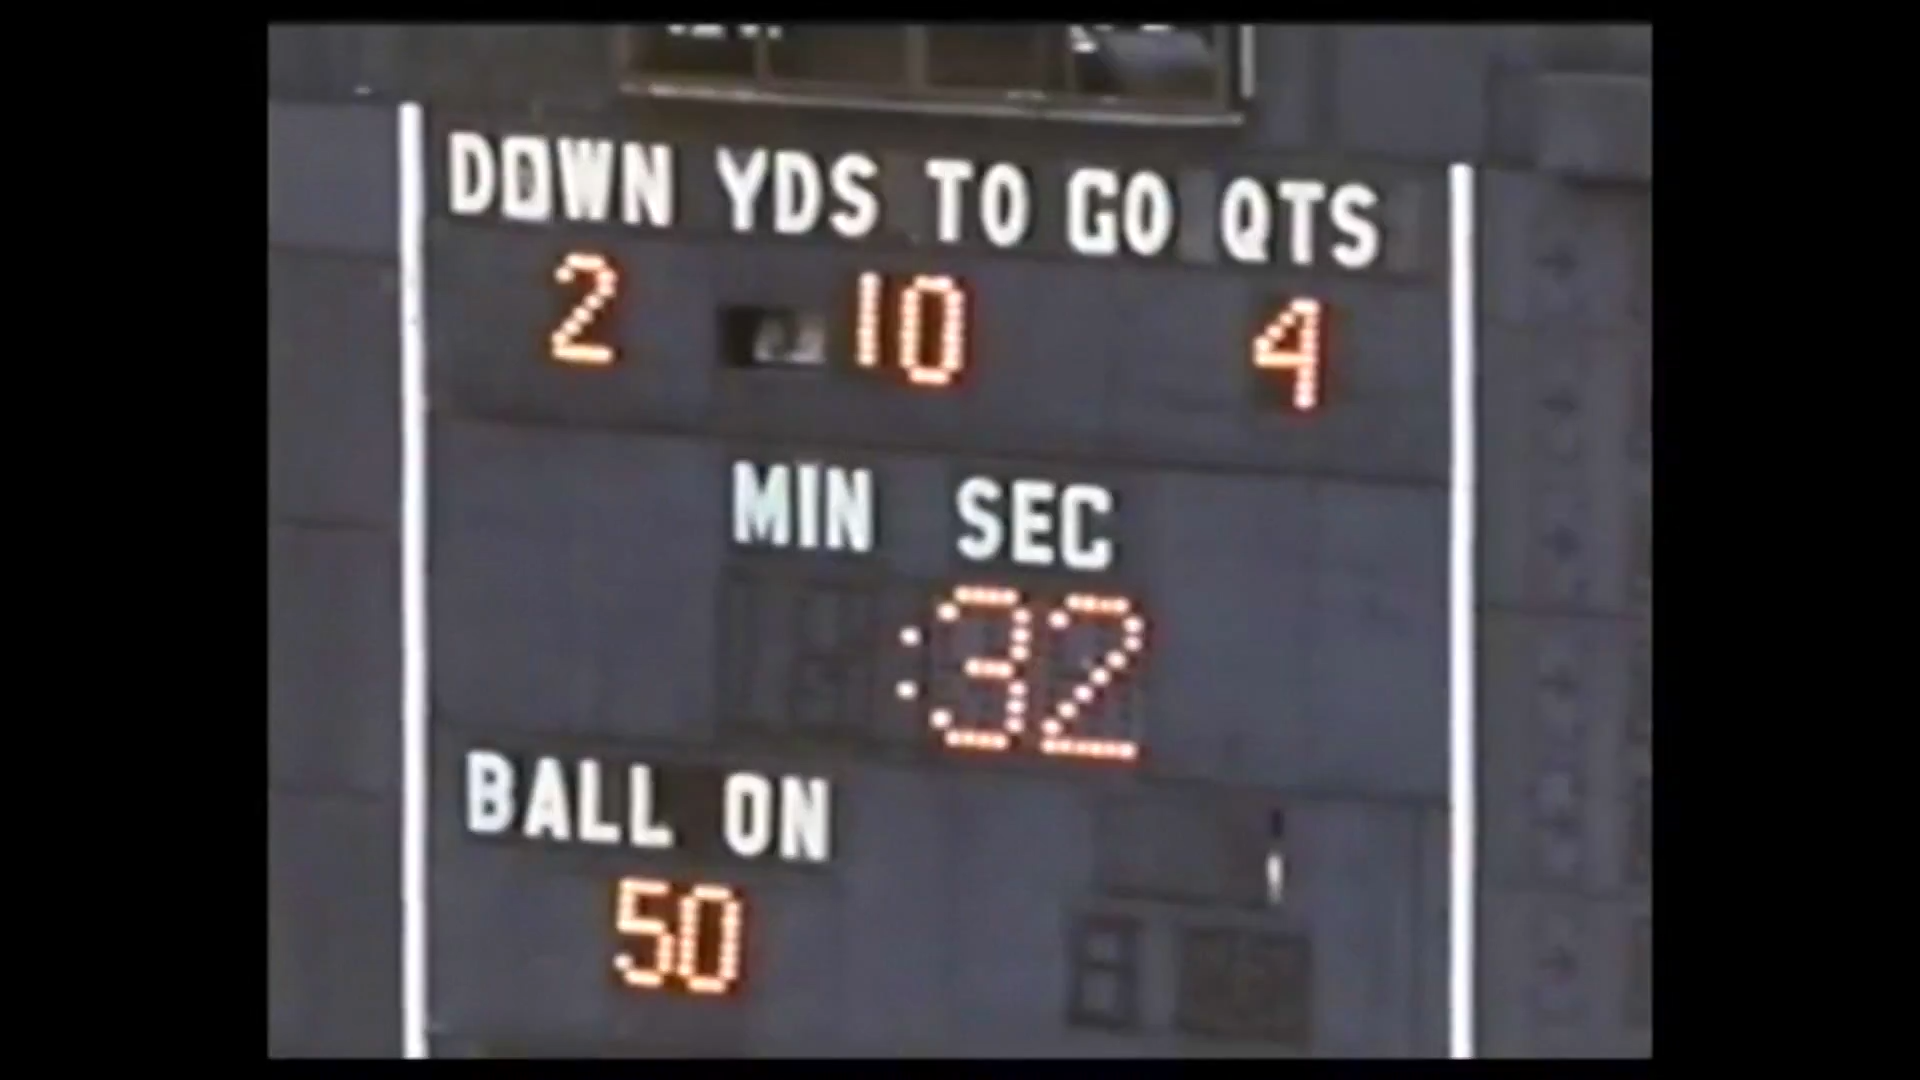 DOWN YDS TO GO QTS
2 10 4
MIN SEC
:32
BALL ON
50